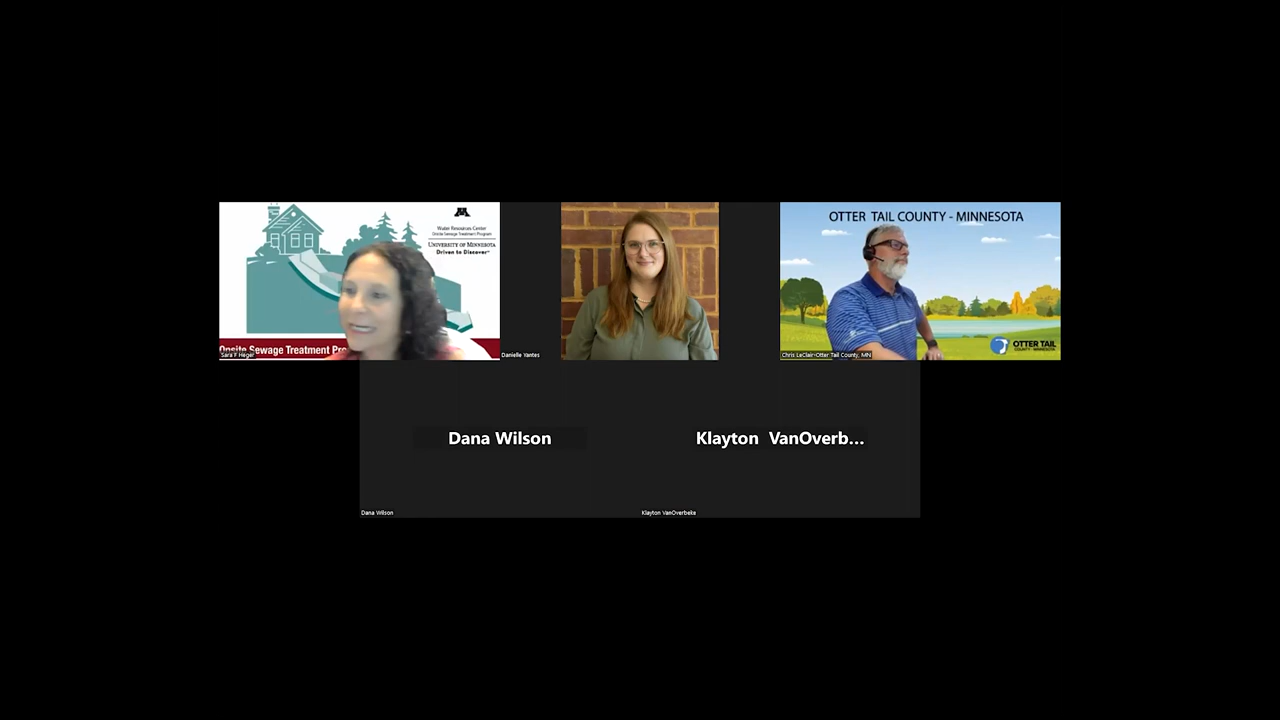 Water Resources Center
Onsite Sewage Treatment Program
UNIVERSITY OF MINNESOTA
Driven to Discover
Onsite Sewage Treatment Pro
Sara F Heger
Danielle Yantes
OTTER TAIL COUNTY - MINNESOTA
OTTER TAIL
COUNTY - MINNESOTA
Chris LeClair-Otter Tail County, MN
Dana Wilson
Klayton VanOverb...
Dana Wilson
Klayton VanOverbeke